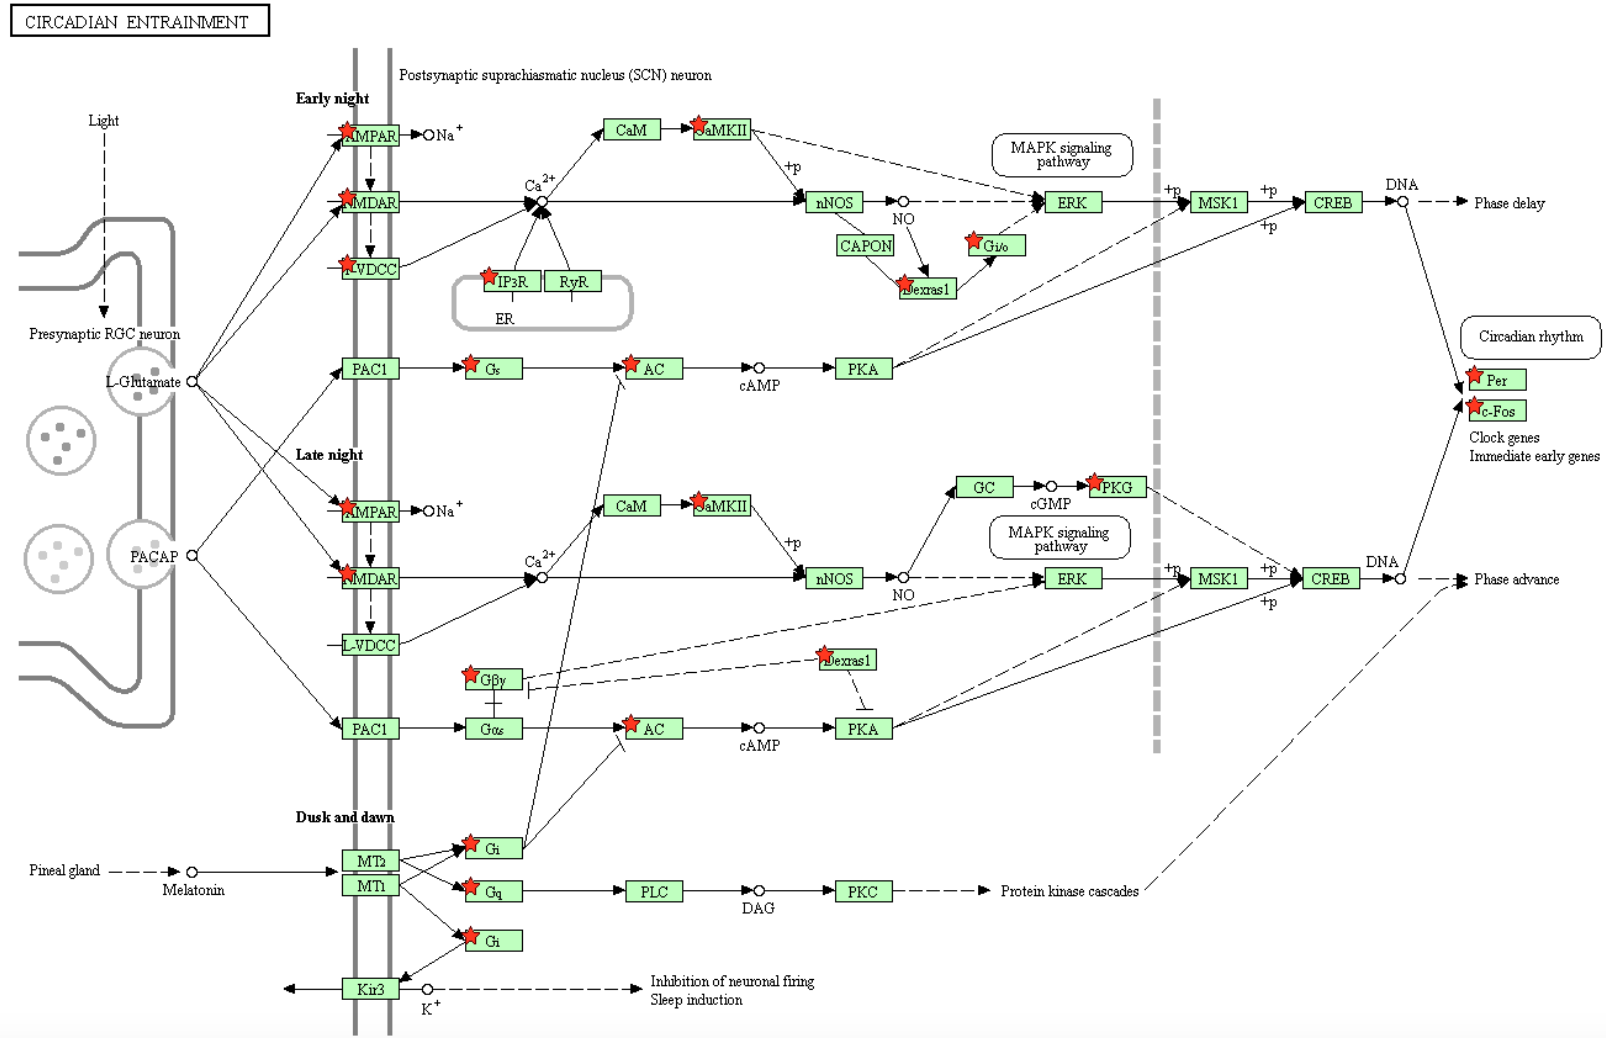 CIRCADIAN ENTRAINMENT
Postsynaptic suprachiasmatic nucleus (SCN) neuron
Early night
Light
AMPAR
Na+
CaM
CaMKII
MAPK signaling
pathway
+p
NMDAR
Ca2+
nNOS
NO
ERK
+p
MSK1
+p
CREB
DNA
Phase delay
+p
CAPON
Gi/o
L-VDCC
IP3R
RyR
Dexras1
ER
Presynaptic RGC neuron
Circadian rhythm
L-Glutamate
PAC1
Gs
AC
cAMP
PKA
Per
c-Fos
Clock genes
Immediate early genes
Late night
AMPAR
Na+
CaM
CaMKII
GC
cGMP
PKG
MAPK signaling
pathway
PACAP
+p
NMDAR
Ca2+
nNOS
NO
ERK
+p
MSK1
+p
CREB
DNA
Phase advance
+p
L-VDCC
Dexras1
Gβγ
PAC1
Gαs
AC
cAMP
PKA
Dusk and dawn
Gi
MT2
Pineal gland
Melatonin
MT1
Gq
PLC
DAG
PKC
Protein kinase cascades
Gi
Kir3
K+
Inhibition of neuronal firing
Sleep induction